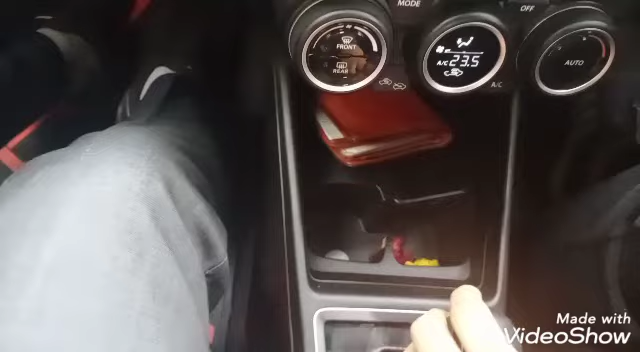 MODE
OFF
FRONT
REAR
A/C 23.5
AUTO
A/C
Made with
VideoShow